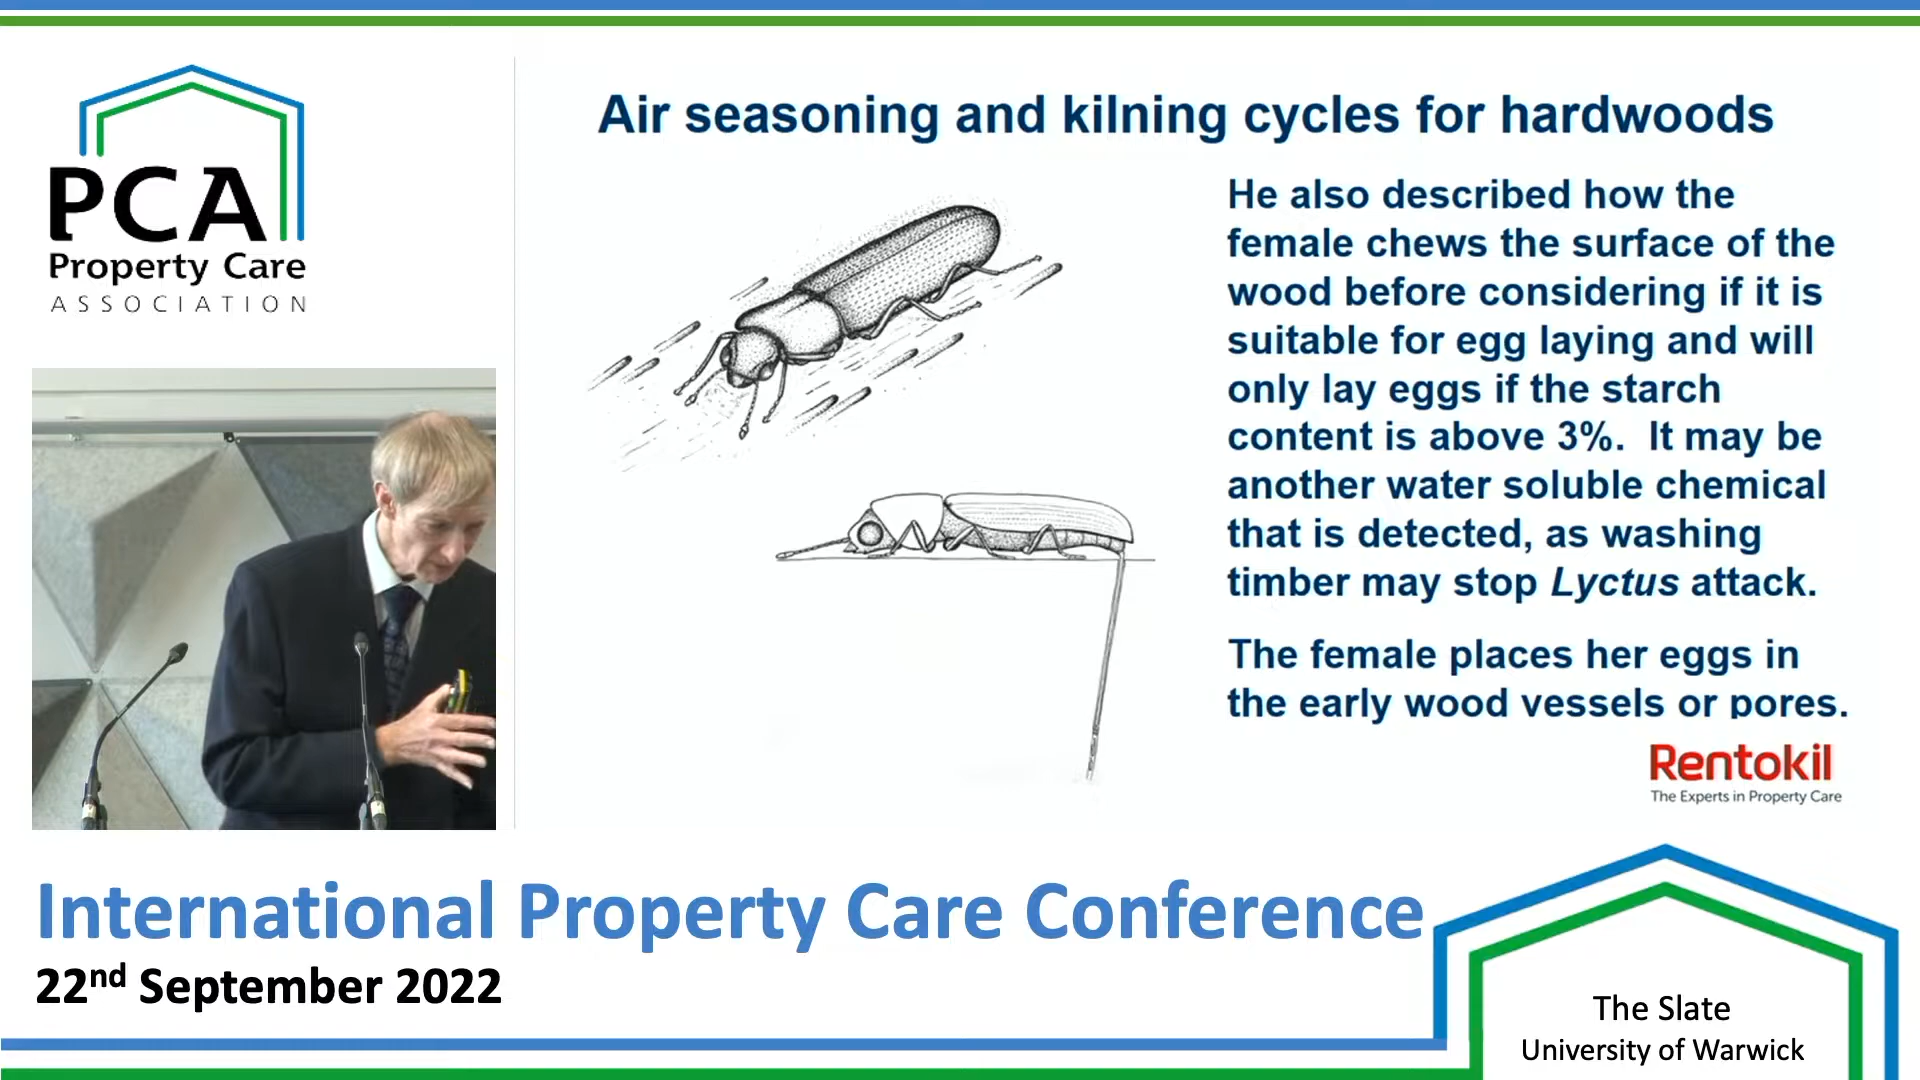 PCA
Property Care
ASSOCIATION
Air seasoning and kilning cycles for hardwoods
He also described how the
female chews the surface of the
wood before considering if it is
suitable for egg laying and will
only lay eggs if the starch
content is above 3%.  It may be
another water soluble chemical
that is detected, as washing
timber may stop Lyctus attack.
The female places her eggs in
the early wood vessels or pores.
Rentokil
The Experts in Property Care
International Property Care Conference
22nd September 2022
The Slate
University of Warwick